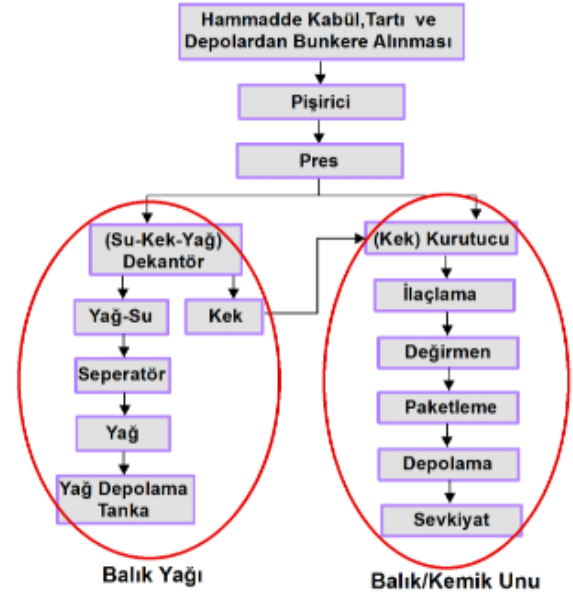 Hammadde Kabül,Tartı ve
Depolardan Bunkere Alınması
Pişirici
Pres
(Su-Kek-Yağ)
Dekantör
Yağ-Su
Kek
Seperatör
Yağ
Yağ Depolama
Tanka
Balık Yağı
(Kek) Kurutucu
İlaçlama
Değirmen
Paketleme
Depolama
Sevkiyat
Balık/Kemik Unu